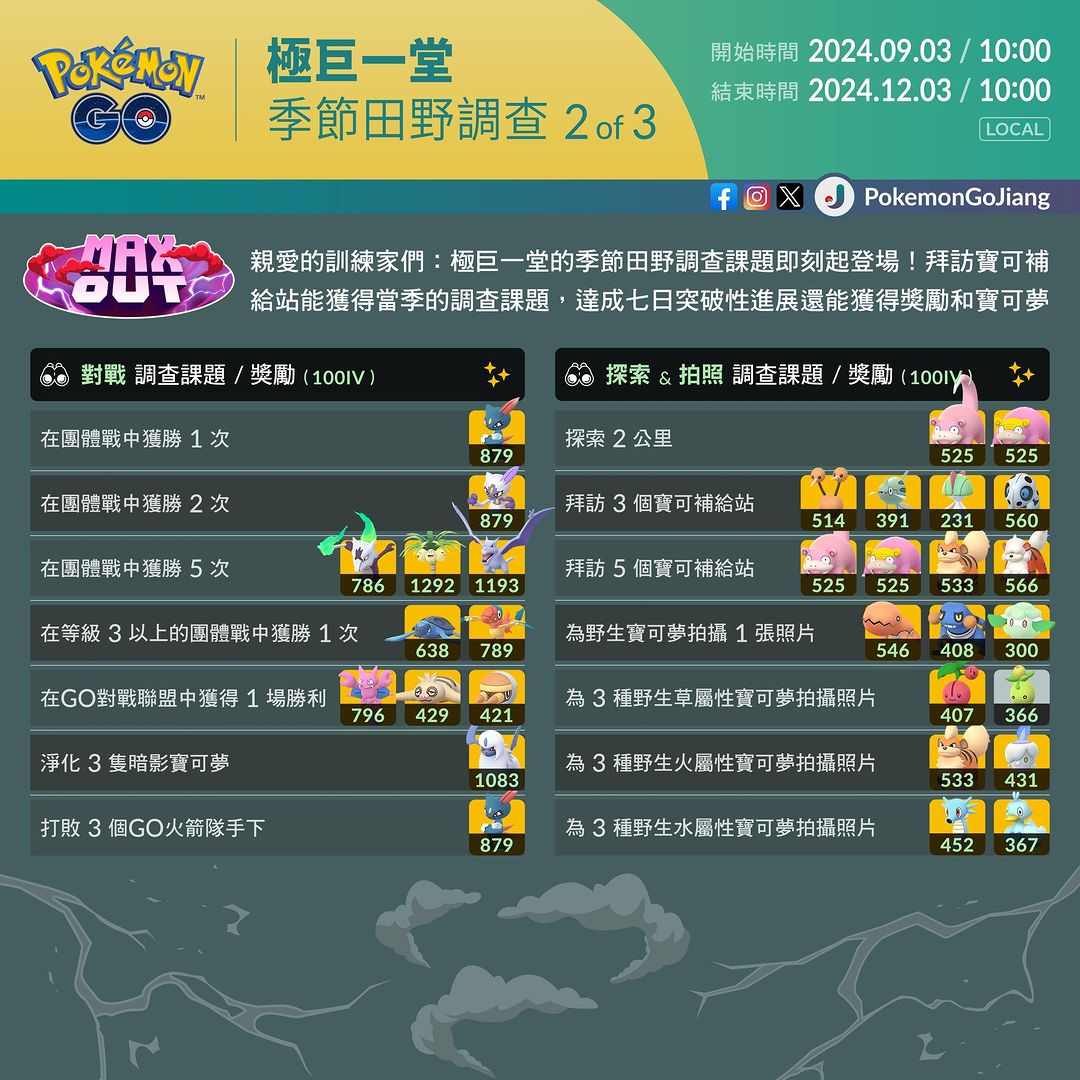 POKÉMON
GO
TM
極巨一堂
季節田野調查 2 of 3
開始時間 2024.09.03 / 10:00
結束時間 2024.12.03 / 10:00
LOCAL
PokemonGoJiang
MAX
OUT
親愛的訓練家們：極巨一堂的季節田野調查課題即刻起登場！拜訪寶可補
給站能獲得當季的調查課題，達成七日突破性進展還能獲得獎勵和寶可夢
對戰 調查課題 / 獎勵 ( 100IV )
在團體戰中獲勝 1 次
879
在團體戰中獲勝 2 次
879
在團體戰中獲勝 5 次
786 1292 1193
在等級 3 以上的團體戰中獲勝 1 次
638 789
在GO對戰聯盟中獲得 1 場勝利
796 429 421
淨化 3 隻暗影寶可夢
1083
打敗 3 個GO火箭隊手下
879
探索 & 拍照 調查課題 / 獎勵 ( 100IV )
探索 2 公里
525 525
拜訪 3 個寶可補給站
514 391 231 560
拜訪 5 個寶可補給站
525 525 533 566
為野生寶可夢拍攝 1 張照片
546 408 300
為 3 種野生草屬性寶可夢拍攝照片
407 366
為 3 種野生火屬性寶可夢拍攝照片
533 431
為 3 種野生水屬性寶可夢拍攝照片
452 367